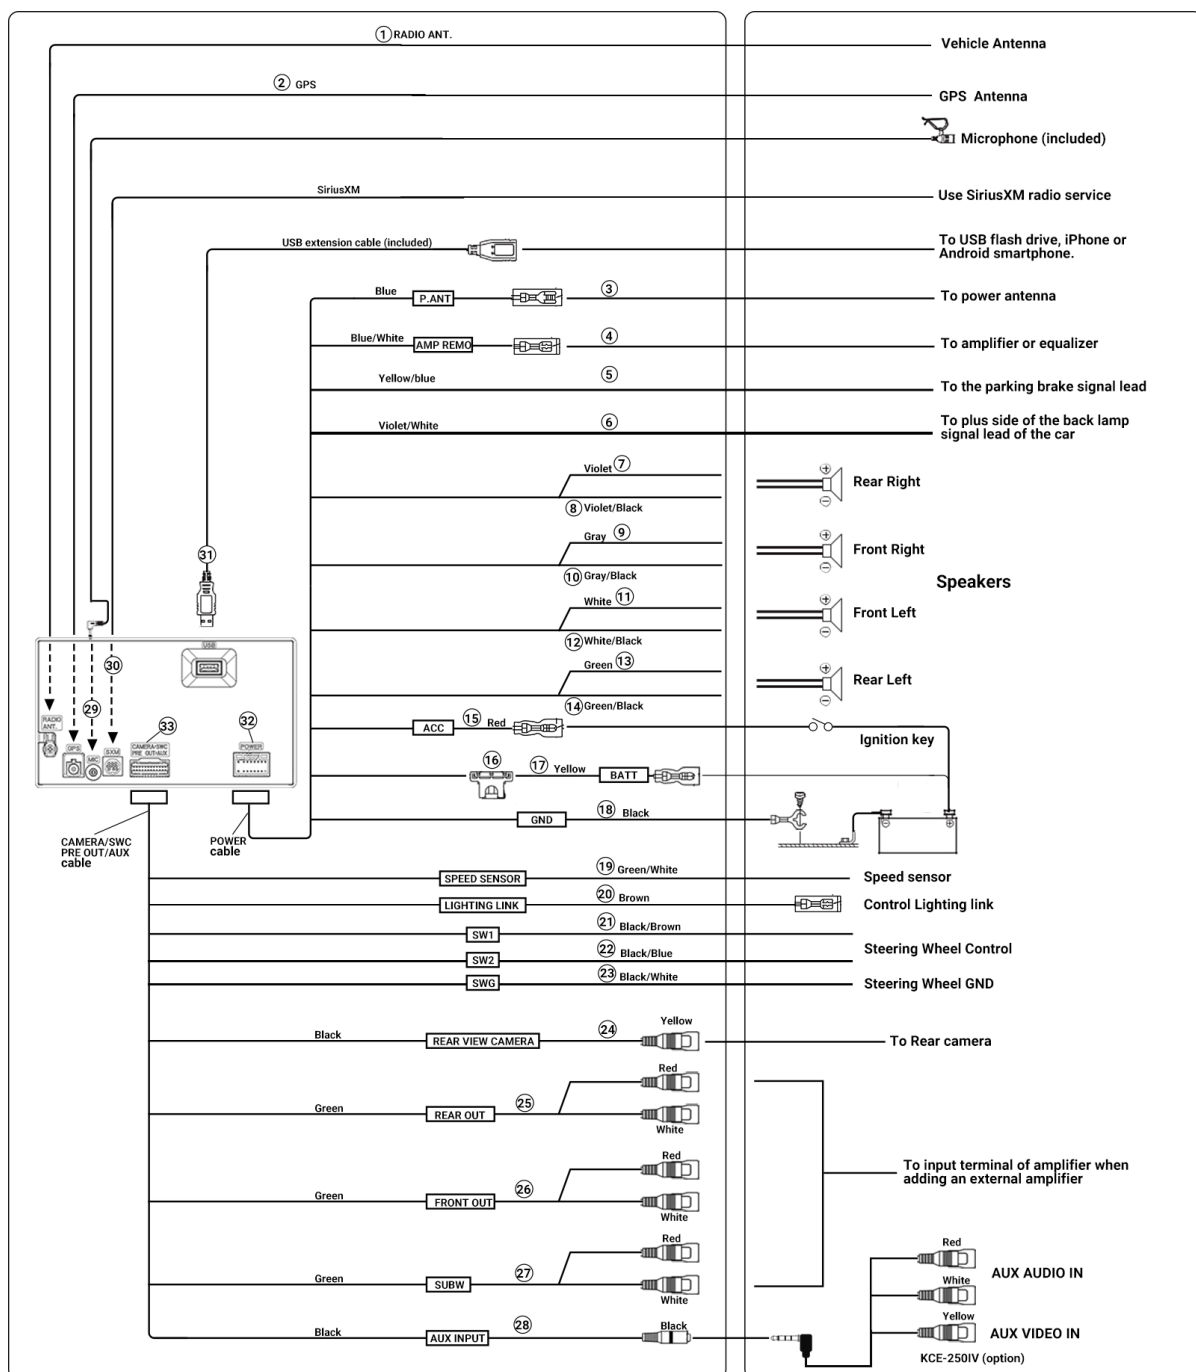 1 RADIO ANT.
Vehicle Antenna
2 GPS
GPS Antenna
Microphone (included)
SiriusXM
Use SiriusXM radio service
USB extension cable (included)
To USB flash drive, iPhone or
Android smartphone.
Blue
P.ANT
3
To power antenna
Blue/White
AMP REMO
4
To amplifier or equalizer
Yellow/blue
5
To the parking brake signal lead
Violet/White
6
To plus side of the back lamp
signal lead of the car
Violet 7
8 Violet/Black
Rear Right
Gray 9
10 Gray/Black
Front Right
Speakers
White 11
12 White/Black
Front Left
Green 13
14 Green/Black
Rear Left
31
USB
30
29
33
32
RADIO
ANT.
GPS
MIC
SXM
CAMERA/SWC
PRE OUT/AUX
POWER
ACC
15
Red
Ignition key
16
17
Yellow
BATT
GND
18
Black
CAMERA/SWC
PRE OUT/AUX
cable
POWER
cable
SPEED SENSOR
19 Green/White
Speed sensor
LIGHTING LINK
20 Brown
Control Lighting link
SW1
21 Black/Brown
SW2
22 Black/Blue
Steering Wheel Control
SWG
23 Black/White
Steering Wheel GND
Black
REAR VIEW CAMERA
24
Yellow
To Rear camera
Green
REAR OUT
25
Red
White
Green
FRONT OUT
26
Red
White
To input terminal of amplifier when
adding an external amplifier
Green
SUBW
27
Red
White
Black
AUX INPUT
28
Black
Red
White
AUX AUDIO IN
Yellow
AUX VIDEO IN
KCE-250IV (option)